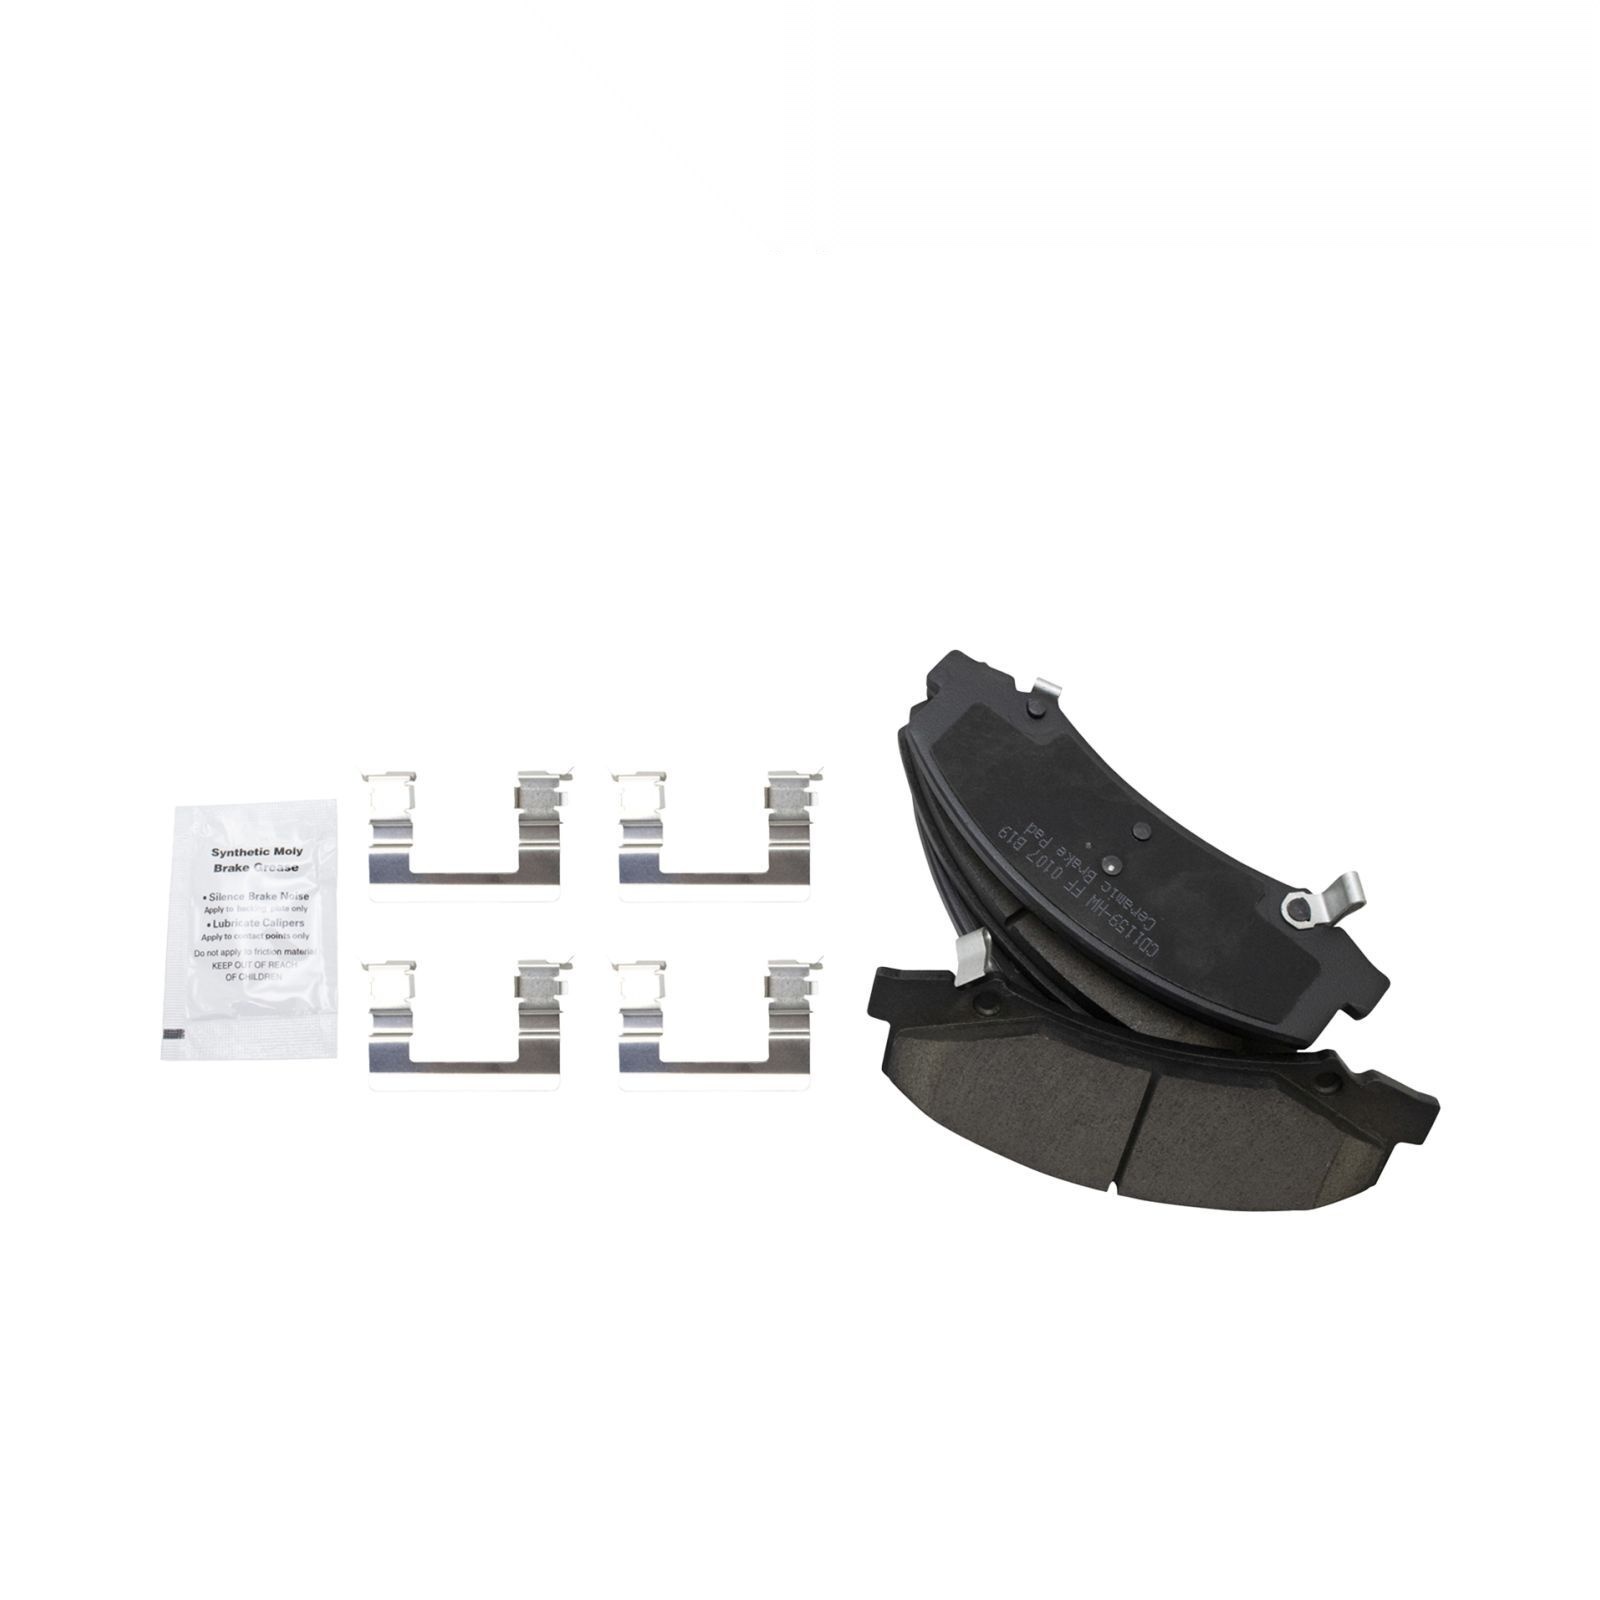 Synthetic Moly
Brake Grease
• Silence Brake Noise
Apply to backing plate only
• Lubricate Calipers
Apply to contact points only
Do not apply to friction material
KEEP OUT OF REACH
OF CHILDREN
CD1159-HW FF 0107 B19
Ceramic Brake Pad